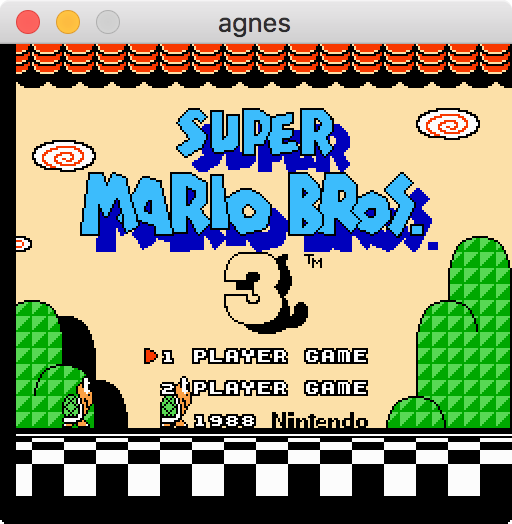 agnes
SUPER
MARIO BROS.
3 TM
1 PLAYER GAME
2 PLAYER GAME
1988 Nintendo